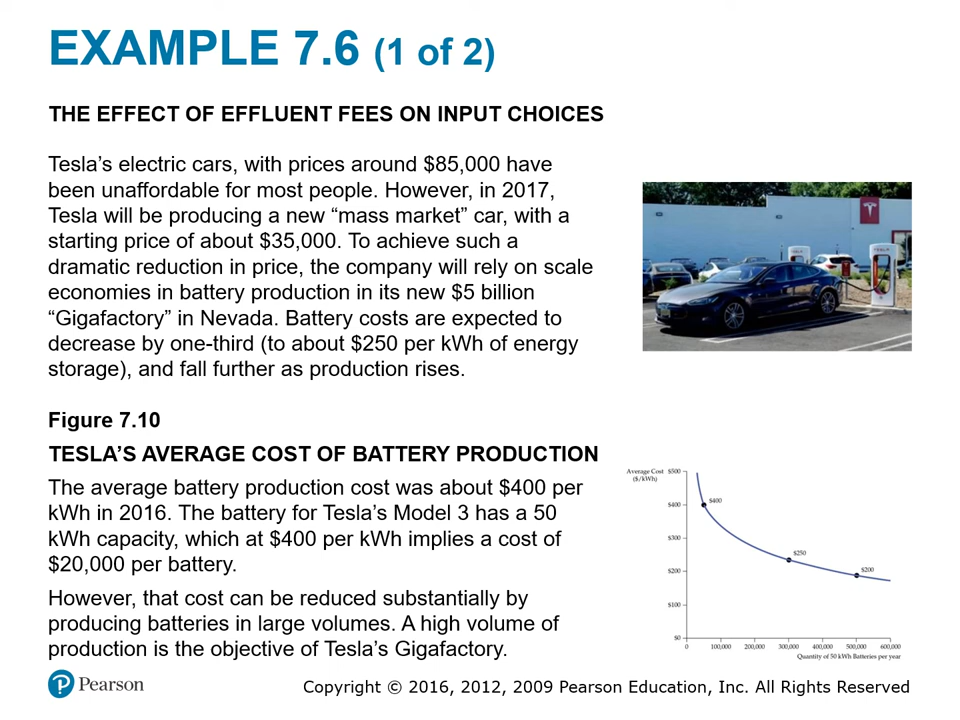 EXAMPLE 7.6 (1 of 2)
THE EFFECT OF EFFLUENT FEES ON INPUT CHOICES
Tesla’s electric cars, with prices around $85,000 have
been unaffordable for most people. However, in 2017,
Tesla will be producing a new “mass market” car, with a
starting price of about $35,000. To achieve such a
dramatic reduction in price, the company will rely on scale
economies in battery production in its new $5 billion
“Gigafactory” in Nevada. Battery costs are expected to
decrease by one-third (to about $250 per kWh of energy
storage), and fall further as production rises.
Figure 7.10
TESLA’S AVERAGE COST OF BATTERY PRODUCTION
The average battery production cost was about $400 per
kWh in 2016. The battery for Tesla’s Model 3 has a 50
kWh capacity, which at $400 per kWh implies a cost of
$20,000 per battery.
However, that cost can be reduced substantially by
producing batteries in large volumes. A high volume of
production is the objective of Tesla’s Gigafactory.
Average Cost $500
($/kWh)
$400
$400
$300
$250
$200
$200
$100
$0
0 100,000 200,000 300,000 400,000 500,000 600,000
Quantity of 50 kWh Batteries per year
Pearson
Copyright © 2016, 2012, 2009 Pearson Education, Inc. All Rights Reserved